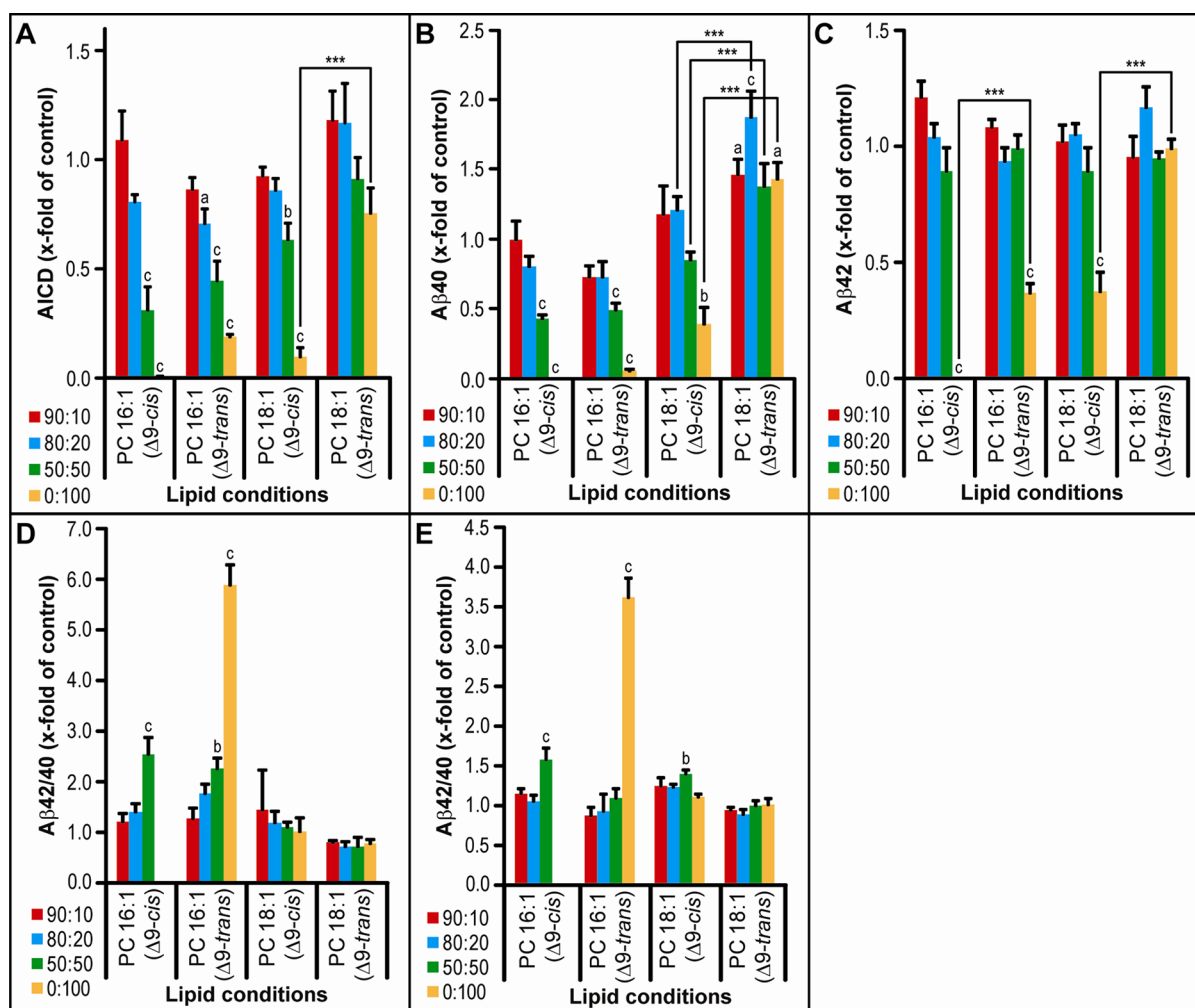 A
AICD (x-fold of control)
1.5
1.0
0.5
0.0
c
c
a
c
c
b
c
***
PC 16:1
(Δ9-cis)
PC 16:1
(Δ9-trans)
PC 18:1
(Δ9-cis)
PC 18:1
(Δ9-trans)
90:10
80:20
50:50
0:100
Lipid conditions
B
Aβ40 (x-fold of control)
2.5
2.0
1.5
1.0
0.5
0.0
c
c
c
c
b
a
c
a
***
***
***
PC 16:1
(Δ9-cis)
PC 16:1
(Δ9-trans)
PC 18:1
(Δ9-cis)
PC 18:1
(Δ9-trans)
90:10
80:20
50:50
0:100
Lipid conditions
C
Aβ42 (x-fold of control)
1.5
1.0
0.5
0.0
c
c
c
***
***
PC 16:1
(Δ9-cis)
PC 16:1
(Δ9-trans)
PC 18:1
(Δ9-cis)
PC 18:1
(Δ9-trans)
90:10
80:20
50:50
0:100
Lipid conditions
D
Aβ42/40 (x-fold of control)
7.0
6.0
5.0
4.0
3.0
2.0
1.0
0.0
c
b
c
PC 16:1
(Δ9-cis)
PC 16:1
(Δ9-trans)
PC 18:1
(Δ9-cis)
PC 18:1
(Δ9-trans)
90:10
80:20
50:50
0:100
Lipid conditions
E
Aβ42/40 (x-fold of control)
4.5
4.0
3.5
3.0
2.5
2.0
1.5
1.0
0.5
0.0
c
c
b
PC 16:1
(Δ9-cis)
PC 16:1
(Δ9-trans)
PC 18:1
(Δ9-cis)
PC 18:1
(Δ9-trans)
90:10
80:20
50:50
0:100
Lipid conditions